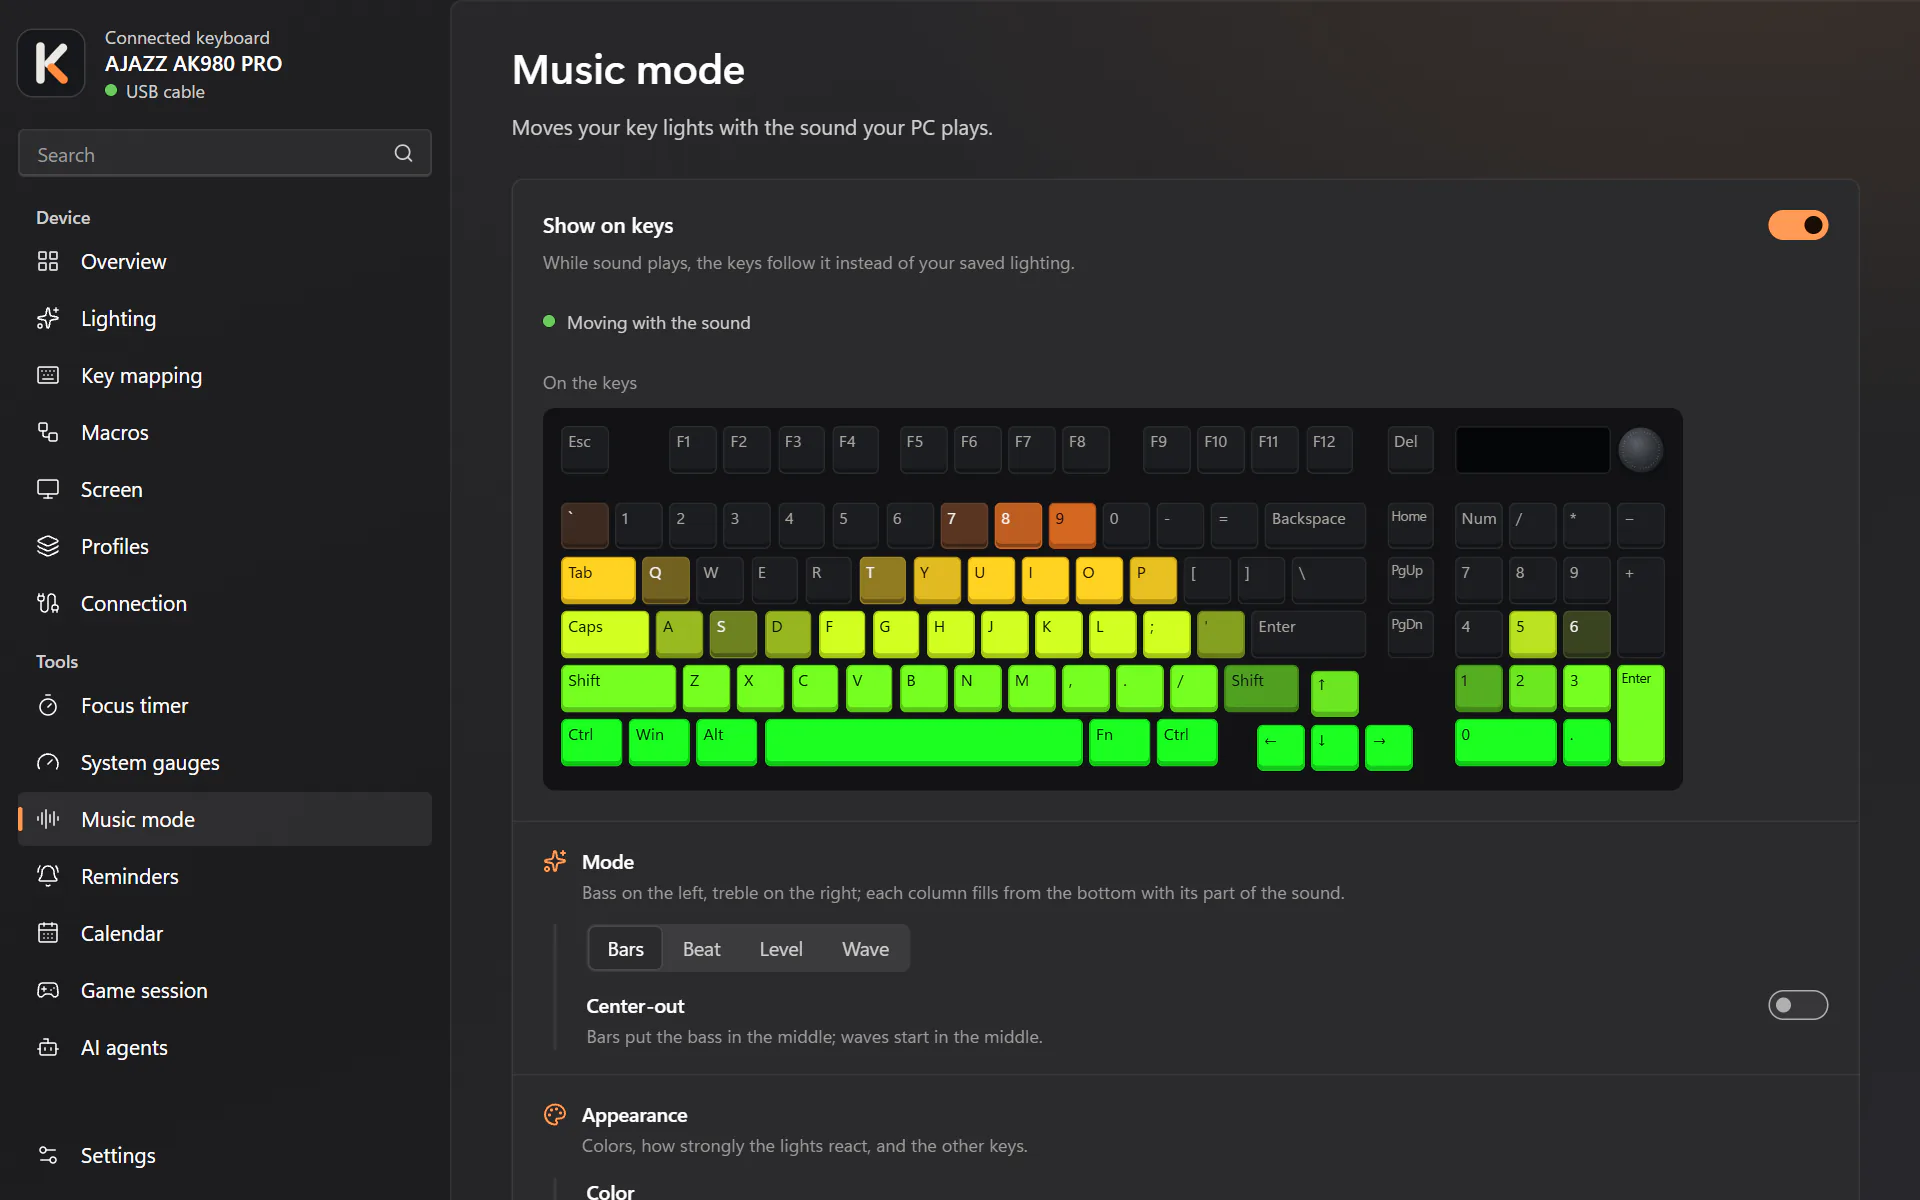 Connected keyboard
AJAZZ AK980 PRO
USB cable
Search
Device
Overview
Lighting
Key mapping
Macros
Screen
Profiles
Connection
Tools
Focus timer
System gauges
Music mode
Reminders
Calendar
Game session
AI agents
Settings
Music mode
Moves your key lights with the sound your PC plays.
Show on keys
While sound plays, the keys follow it instead of your saved lighting.
Moving with the sound
On the keys
Esc F1 F2 F3 F4 F5 F6 F7 F8 F9 F10 F11 F12 Del
` 1 2 3 4 5 6 7 8 9 0 - = Backspace Home Num / * −
Tab Q W E R T Y U I O P [ ] \ PgUp 7 8 9 +
Caps A S D F G H J K L ; ' Enter PgDn 4 5 6
Shift Z X C V B N M , . / Shift ↑ 1 2 3 Enter
Ctrl Win Alt Fn Ctrl ← ↓ → 0 .
Mode
Bass on the left, treble on the right; each column fills from the bottom with its part of the sound.
Bars Beat Level Wave
Center-out
Bars put the bass in the middle; waves start in the middle.
Appearance
Colors, how strongly the lights react, and the other keys.
Color